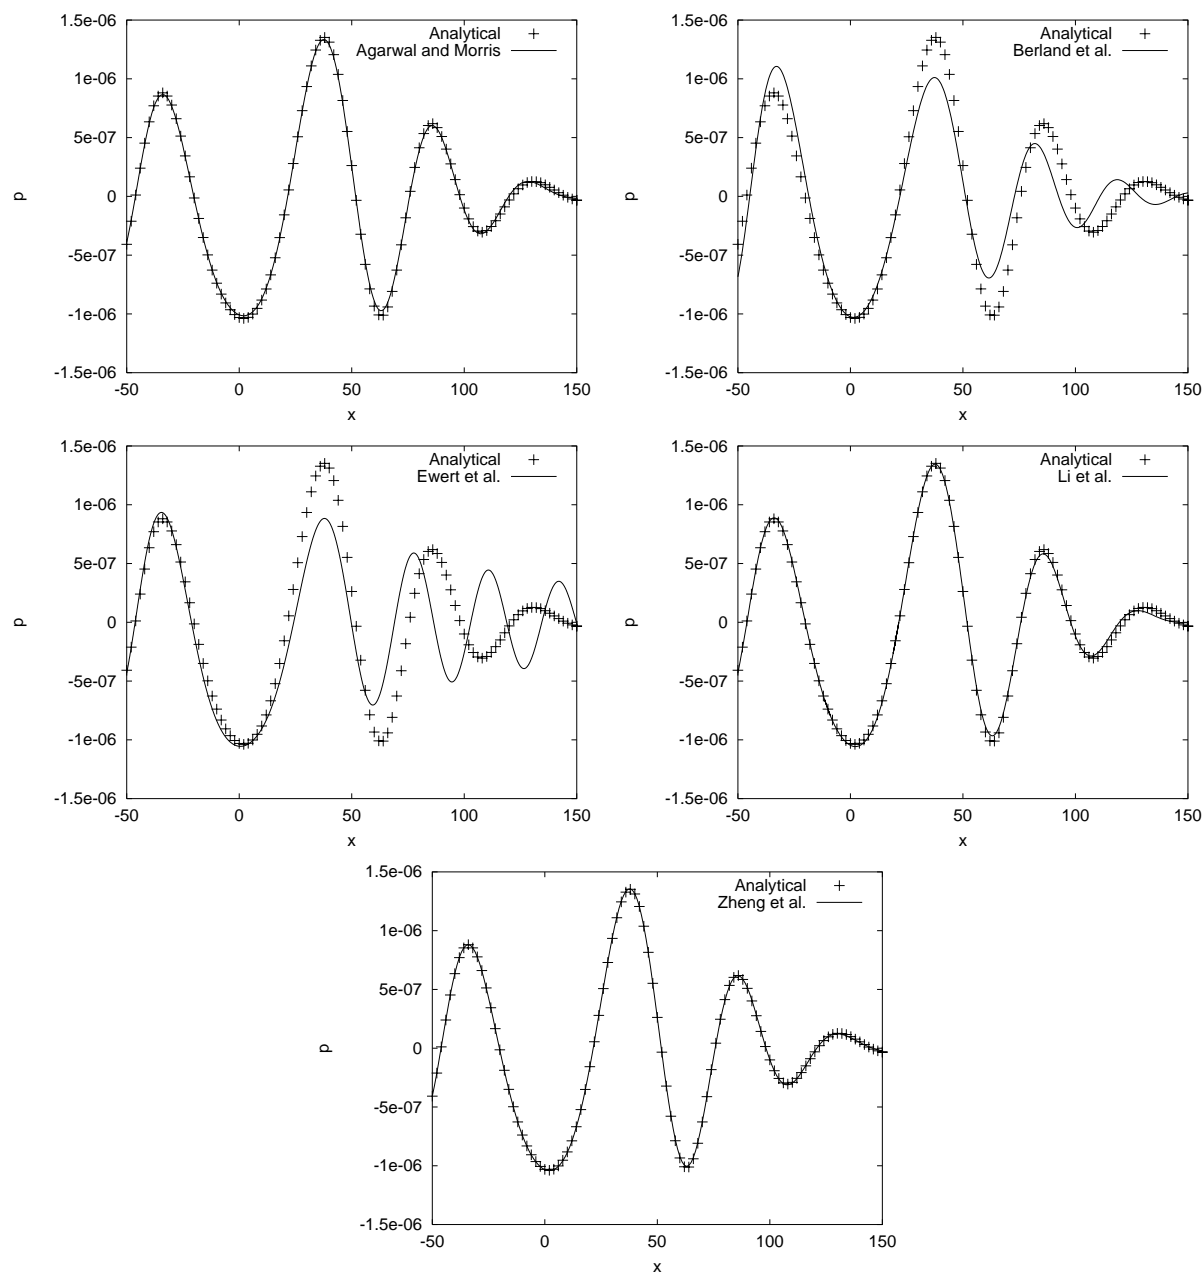 1.5e-06
1e-06
5e-07
0
-5e-07
-1e-06
-1.5e-06
-50
0
50
100
150
p
x
Analytical
Agarwal and Morris
1.5e-06
1e-06
5e-07
0
-5e-07
-1e-06
-1.5e-06
-50
0
50
100
150
p
x
Analytical
Berland et al.
1.5e-06
1e-06
5e-07
0
-5e-07
-1e-06
-1.5e-06
-50
0
50
100
150
p
x
Analytical
Ewert et al.
1.5e-06
1e-06
5e-07
0
-5e-07
-1e-06
-1.5e-06
-50
0
50
100
150
p
x
Analytical
Li et al.
1.5e-06
1e-06
5e-07
0
-5e-07
-1e-06
-1.5e-06
-50
0
50
100
150
p
x
Analytical
Zheng et al.